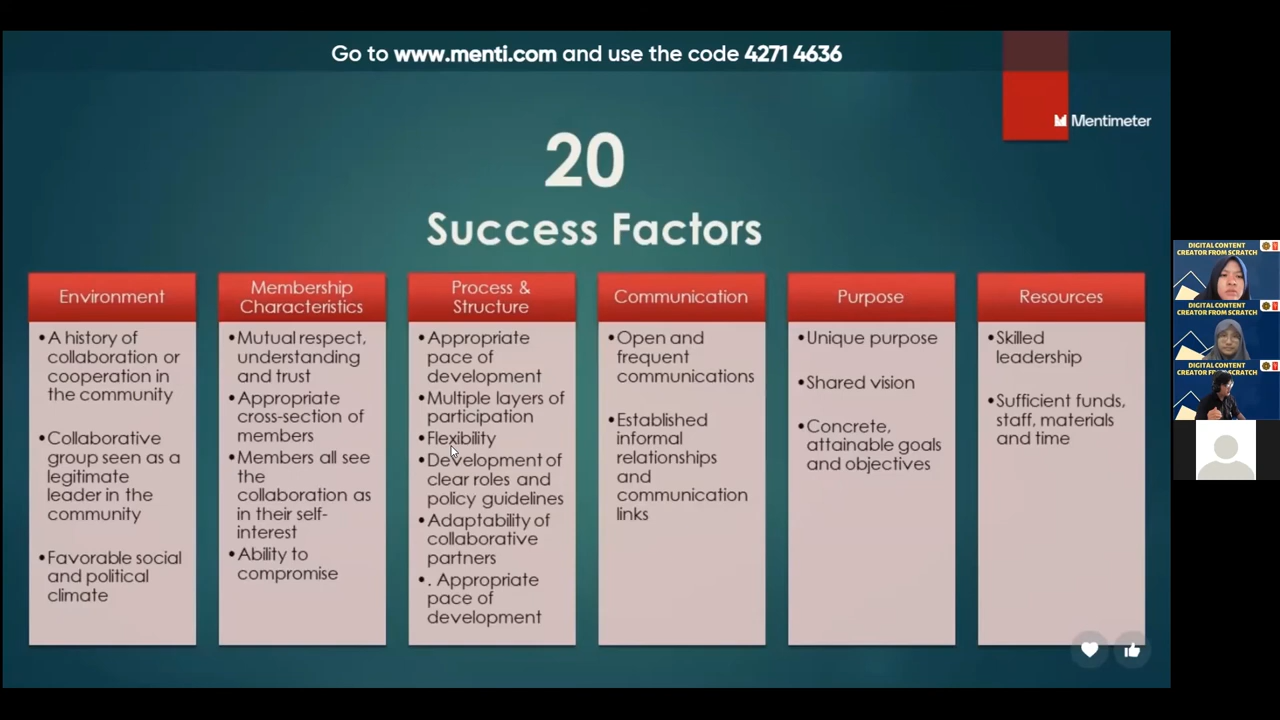 Go to www.menti.com and use the code 4271 4636
Mentimeter
20
Success Factors
Environment
•A history of
collaboration or
cooperation in
the community
•Collaborative
group seen as a
legitimate
leader in the
community
•Favorable social
and political
climate
Membership
Characteristics
•Mutual respect,
understanding
and trust
•Appropriate
cross-section of
members
•Members all see
the
collaboration as
in their self-
interest
•Ability to
compromise
Process &
Structure
•Appropriate
pace of
development
•Multiple layers of
participation
•Flexibility
•Development of
clear roles and
policy guidelines
•Adaptability of
collaborative
partners
•. Appropriate
pace of
development
Communication
•Open and
frequent
communications
•Established
informal
relationships
and
communication
links
Purpose
•Unique purpose
•Shared vision
•Concrete,
attainable goals
and objectives
Resources
•Skilled
leadership
•Sufficient funds,
staff, materials
and time
DIGITAL CONTENT
CREATOR FROM SCRATCH
DIGITAL CONTENT
CREATOR FROM SCRATCH
DIGITAL CONTENT
CREATOR FROM SCRATCH